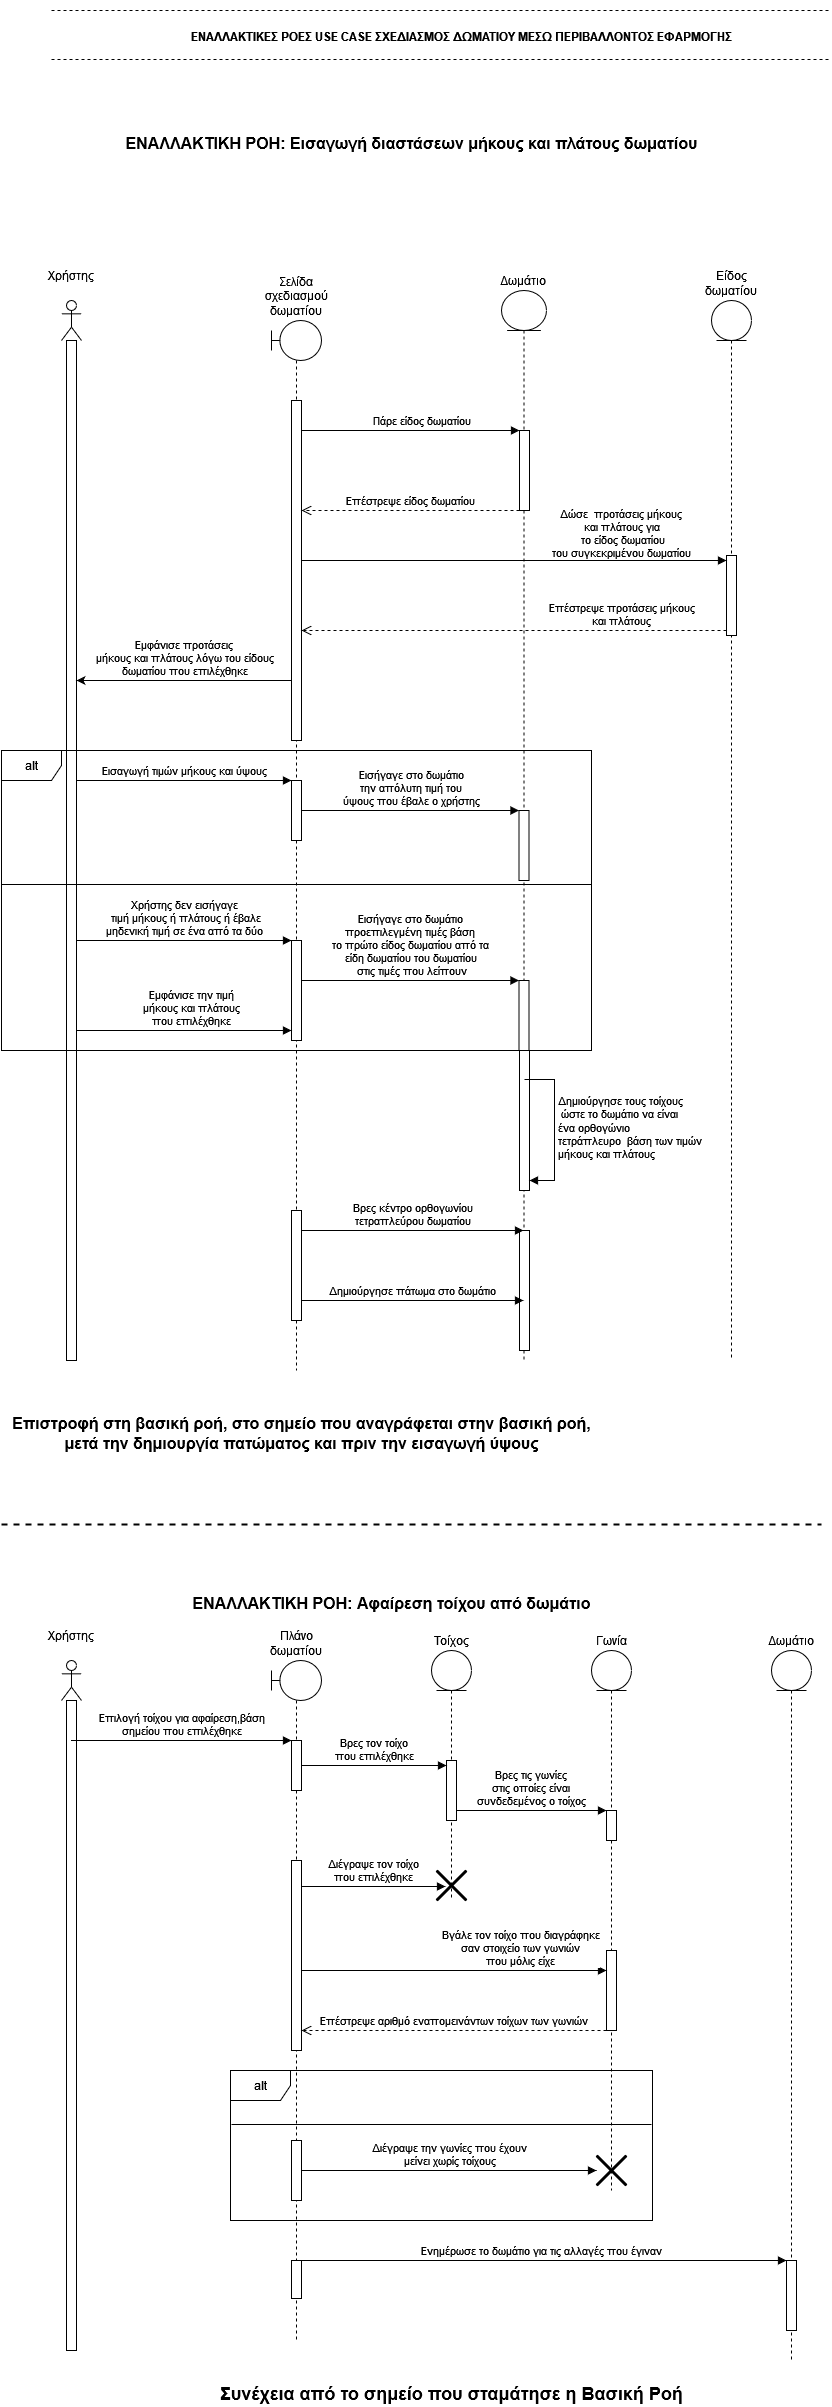 ΕΝΑΛΛΑΚΤΙΚΕΣ ΡΟΕΣ USE CASE ΣΧΕΔΙΑΣΜΟΣ ΔΩΜΑΤΙΟΥ ΜΕΣΩ ΠΕΡΙΒΑΛΛΟΝΤΟΣ ΕΦΑΡΜΟΓΗΣ
ΕΝΑΛΛΑΚΤΙΚΗ ΡΟΗ: Εισαγωγή διαστάσεων μήκους και πλάτους δωματίου
Χρήστης
Σελίδα
σχεδιασμού
δωματίου
Δωμάτιο
Είδος
δωματίου
Πάρε είδος δωματίου
Επέστρεψε είδος δωματίου
Δώσε προτάσεις μήκους
και πλάτους για
το είδος δωματίου
του συγκεκριμένου δωματίου
Επέστρεψε προτάσεις μήκους
και πλάτους
Εμφάνισε προτάσεις
μήκους και πλάτους λόγω του είδους
δωματίου που επιλέχθηκε
alt
Εισαγωγή τιμών μήκους και ύψους
Εισήγαγε στο δωμάτιο
την απόλυτη τιμή του
ύψους που έβαλε ο χρήστης
Χρήστης δεν εισήγαγε
τιμή μήκους ή πλάτους ή έβαλε
μηδενική τιμή σε ένα από τα δύο
Εισήγαγε στο δωμάτιο
προεπιλεγμένη τιμές βάση
το πρώτο είδος δωματίου από τα
είδη δωματίου του δωματίου
στις τιμές που λείπουν
Εμφάνισε την τιμή
μήκους και πλάτους
που επιλέχθηκε
Δημιούργησε τους τοίχους
ώστε το δωμάτιο να είναι
ένα ορθογώνιο
τετράπλευρο βάση των τιμών
μήκους και πλάτους
Βρες κέντρο ορθογωνίου
τετραπλεύρου δωματίου
Δημιούργησε πάτωμα στο δωμάτιο
Επιστροφή στη βασική ροή, στο σημείο που αναγράφεται στην βασική ροή,
μετά την δημιουργία πατώματος και πριν την εισαγωγή ύψους
ΕΝΑΛΛΑΚΤΙΚΗ ΡΟΗ: Αφαίρεση τοίχου από δωμάτιο
Χρήστης
Πλάνο
δωματίου
Τοίχος
Γωνία
Δωμάτιο
Επιλογή τοίχου για αφαίρεση,βάση
σημείου που επιλέχθηκε
Βρες τον τοίχο
που επιλέχθηκε
Βρες τις γωνίες
στις οποίες είναι
συνδεδεμένος ο τοίχος
Διέγραψε τον τοίχο
που επιλέχθηκε
Βγάλε τον τοίχο που διαγράφηκε
σαν στοιχείο των γωνιών
που μόλις είχε
Επέστρεψε αριθμό εναπομεινάντων τοίχων των γωνιών
alt
Διέγραψε την γωνίες που έχουν
μείνει χωρίς τοίχους
Ενημέρωσε το δωμάτιο για τις αλλαγές που έγιναν
Συνέχεια από το σημείο που σταμάτησε η Βασική Ροή